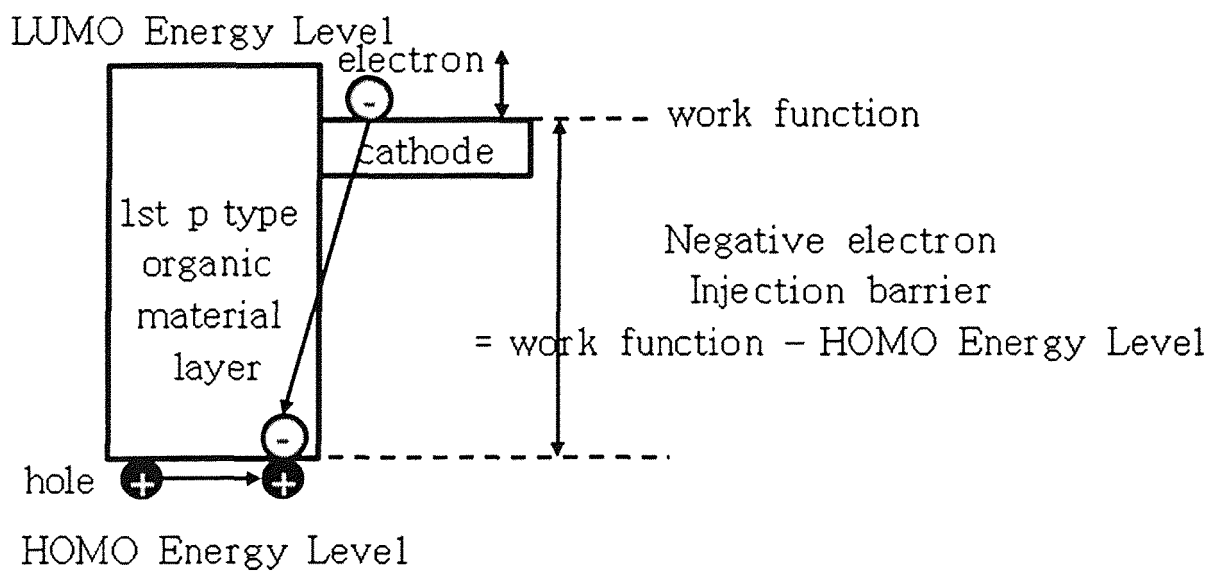 LUMO Energy Level
electron
-
work function
cathode
1st p type
organic
material
layer
Negative electron
Injection barrier
= work function – HOMO Energy Level
-
hole
+
+
HOMO Energy Level